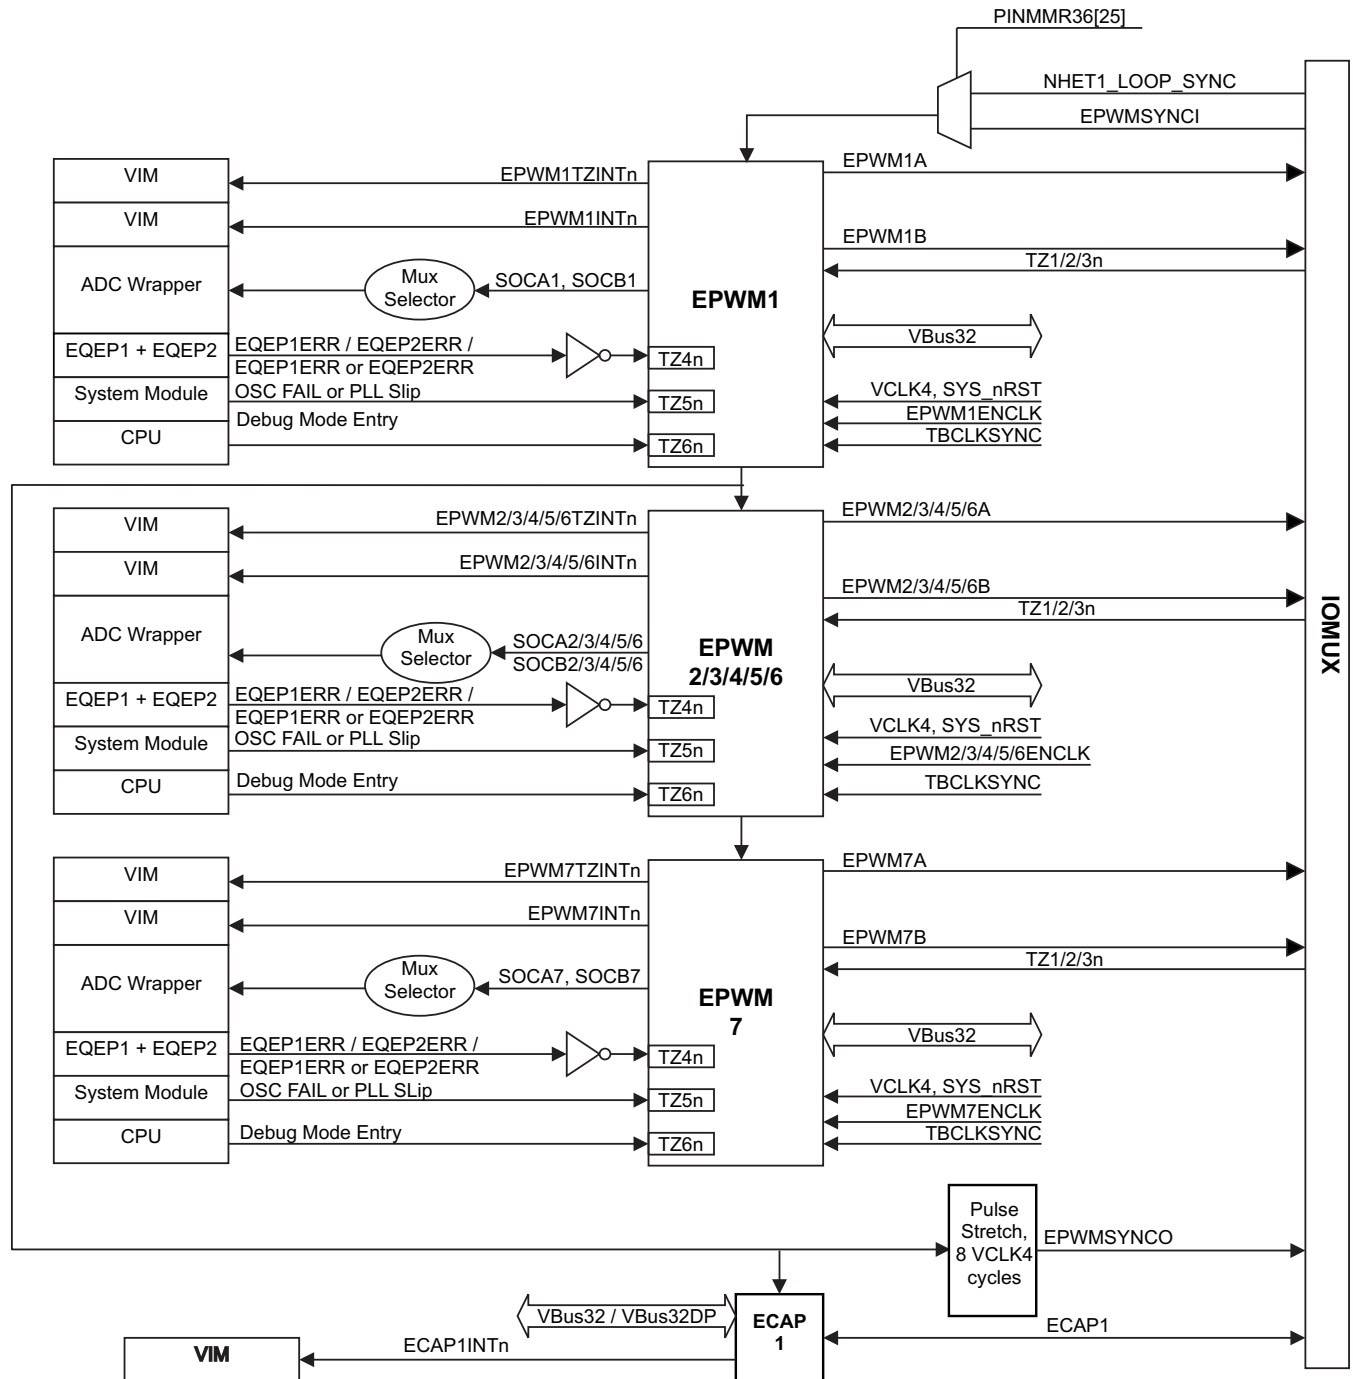 PINMMR36[25]
NHET1_LOOP_SYNC
EPWMSYNCI
VIM
EPWM1TZINTn
EPWM1A
VIM
EPWM1INTn
EPWM1B
TZ1/2/3n
ADC Wrapper
Mux
Selector
SOCA1, SOCB1
EPWM1
VBus32
EQEP1 + EQEP2
EQEP1ERR / EQEP2ERR /
EQEP1ERR or EQEP2ERR
TZ4n
System Module
OSC FAIL or PLL Slip
TZ5n
VCLK4, SYS_nRST
EPWM1ENCLK
CPU
Debug Mode Entry
TZ6n
TBCLKSYNC
VIM
EPWM2/3/4/5/6TZINTn
EPWM2/3/4/5/6A
VIM
EPWM2/3/4/5/6INTn
EPWM2/3/4/5/6B
TZ1/2/3n
IOMUX
ADC Wrapper
Mux
Selector
SOCA2/3/4/5/6
SOCB2/3/4/5/6
EPWM
2/3/4/5/6
VBus32
EQEP1 + EQEP2
EQEP1ERR / EQEP2ERR /
EQEP1ERR or EQEP2ERR
TZ4n
System Module
OSC FAIL or PLL Slip
TZ5n
VCLK4, SYS_nRST
EPWM2/3/4/5/6ENCLK
CPU
Debug Mode Entry
TZ6n
TBCLKSYNC
VIM
EPWM7TZINTn
EPWM7A
VIM
EPWM7INTn
EPWM7B
TZ1/2/3n
ADC Wrapper
Mux
Selector
SOCA7, SOCB7
EPWM
7
VBus32
EQEP1 + EQEP2
EQEP1ERR / EQEP2ERR /
EQEP1ERR or EQEP2ERR
TZ4n
System Module
OSC FAIL or PLL SLip
TZ5n
VCLK4, SYS_nRST
EPWM7ENCLK
CPU
Debug Mode Entry
TZ6n
TBCLKSYNC
Pulse
Stretch,
8 VCLK4
cycles
EPWMSYNCO
VBus32 / VBus32DP
ECAP
1
ECAP1
VIM
ECAP1INTn